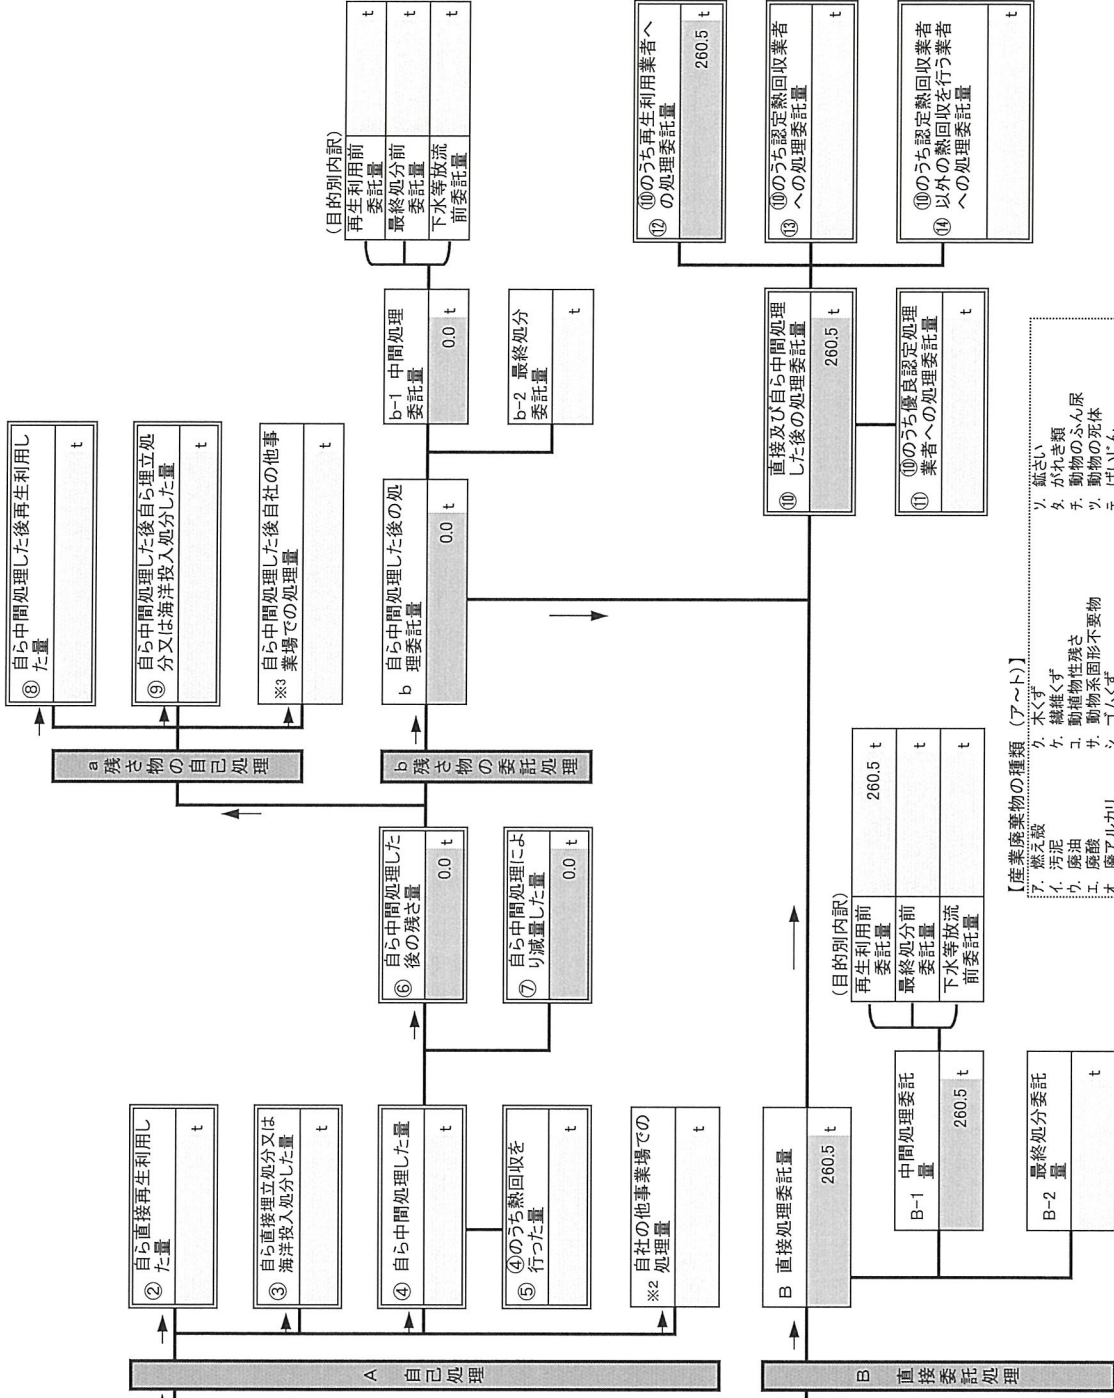 A 自己処理
② 自ら直接再生利用し
た量
t
③ 自ら直接埋立処分又は
海洋投入処分した量
t
④ 自ら中間処理した量
t
⑤ ④のうち熱回収を
行った量
t
※2 自社の他事業場での
処理量
t
⑥ 自ら中間処理した
後の残さ量
0.0 t
⑦ 自ら中間処理によ
り減量した量
0.0 t
a 残さ物の自己処理
⑧ 自ら中間処理した後再生利用し
た量
t
⑨ 自ら中間処理した後自ら埋立処
分又は海洋投入処分した量
t
※3 自ら中間処理した後自社の他事
業場での処理量
t
b 残さ物の委託処理
b 自ら中間処理した後の処
理委託量
0.0 t
b-1 中間処理
委託量
0.0 t
b-2 最終処分
委託量
t
(目的別内訳)
再生利用前
委託量
t
最終処分前
委託量
t
下水等放流
前委託量
t
B 直接委託処理
B 直接処理委託量
260.5 t
B-1 中間処理委託
量
260.5 t
B-2 最終処分委託
量
t
(目的別内訳)
再生利用前
委託量
260.5 t
最終処分前
委託量
t
下水等放流
前委託量
t
⑩ 直接及び自ら中間処理
した後の処理委託量
260.5 t
⑪ ⑩のうち優良認定処理
業者への処理委託量
t
⑫ ⑩のうち再生利用業者へ
の処理委託量
260.5 t
⑬ ⑩のうち認定熱回収業者
への処理委託量
t
⑭ ⑩のうち認定熱回収業者
以外の熱回収を行う業者
への処理委託量
t
【産業廃棄物の種類 (ア～ト)】
ア. 燃え殻
イ. 汚泥
ウ. 廃油
エ. 廃酸
オ. 廃アルカリ
ク. 木くず
ケ. 繊維くず
コ. 動植物性残さ
サ. 動物系固形不要物
シ. ゴムくず
ソ. 鉱さい
タ. がれき類
チ. 動物のふん尿
ツ. 動物の死体
テ. ばいじん